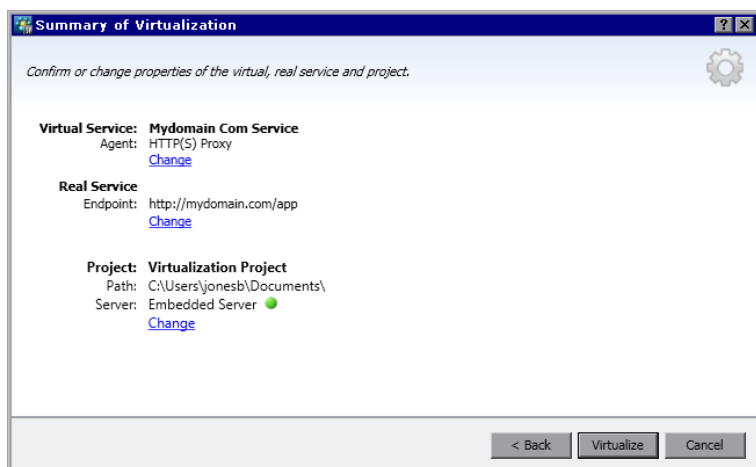 Summary of Virtualization
Confirm or change properties of the virtual, real service and project.
Virtual Service: Mydomain Com Service
Agent: HTTP(S) Proxy
Change
Real Service
Endpoint: http://mydomain.com/app
Change
Project: Virtualization Project
Path: C:\Users\jonesb\Documents\
Server: Embedded Server
Change
< Back Virtualize Cancel